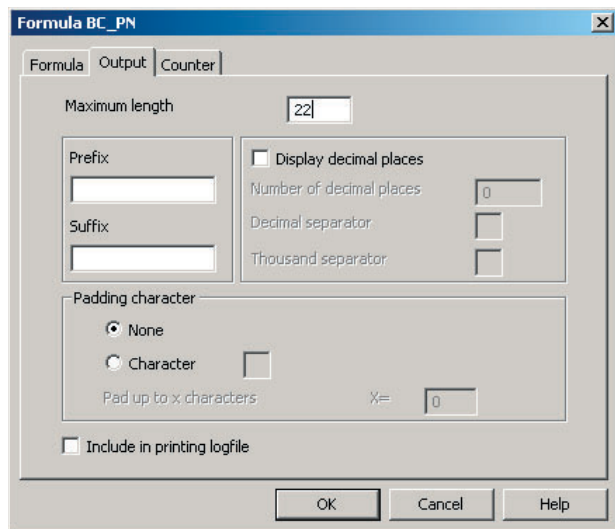 Formula BC_PN
Formula Output Counter
Maximum length 22
Prefix
Suffix
Display decimal places
Number of decimal places 0
Decimal separator
Thousand separator
Padding character
None
Character
Pad up to x characters X= 0
Include in printing logfile
OK Cancel Help